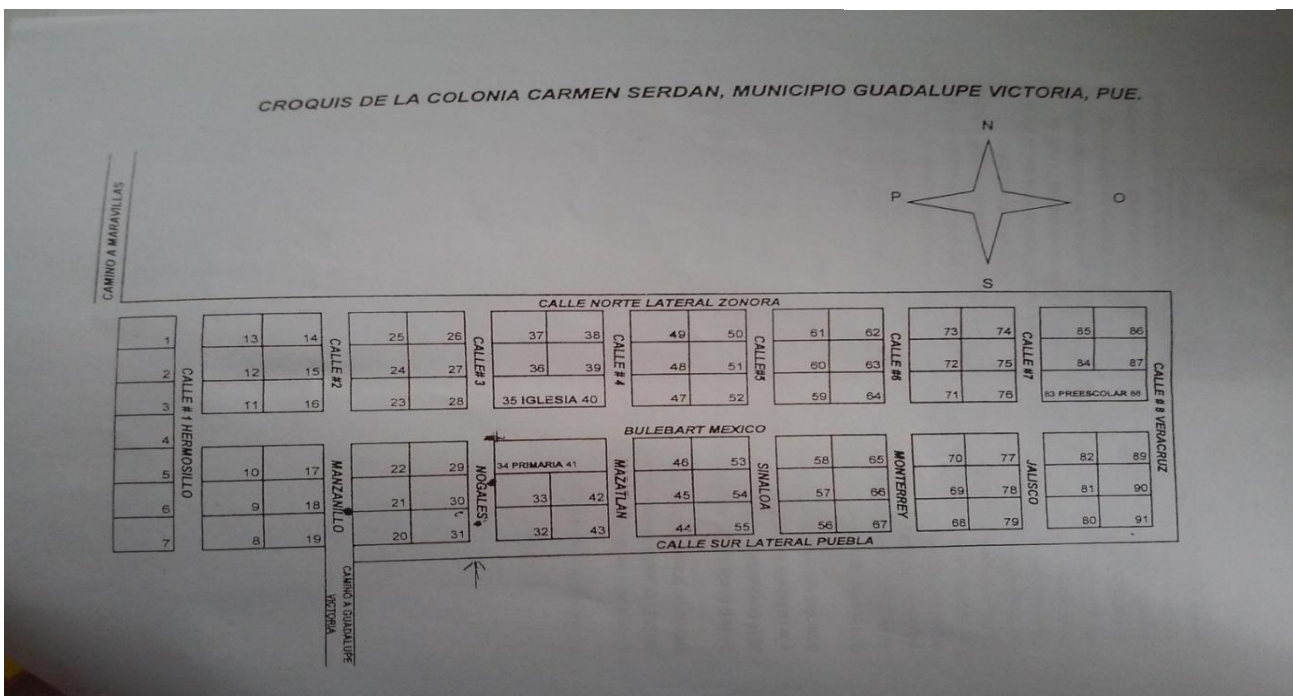 CROQUIS DE LA COLONIA CARMEN SERDAN, MUNICIPIO GUADALUPE VICTORIA, PUE.
N
P O
S
CAMINO A MARAVILLAS
CALLE NORTE LATERAL ZONORA
1 13 14 25 26 37 38 49 50 61 62 73 74 85 86
2 12 15 24 27 36 39 48 51 60 63 72 75 84 87
3 11 16 23 28 35 IGLESIA 40 47 52 59 64 71 76 83 PREESCOLAR 88
CALLE # 1 HERMOSILLO
CALLE #2
CALLE# 3
CALLE # 4
CALLE#5
CALLE #6
CALLE #7
CALLE # 8 VERACRUZ
4
BULEBART MEXICO
5 10 17 22 29 34 PRIMARIA 41 46 53 58 65 70 77 82 89
6 9 18 21 30 33 42 45 54 57 66 69 78 81 90
7 8 19 20 31 32 43 44 55 56 67 68 79 80 91
MANZANILLO
NOGALES
MAZATLAN
SINALOA
MONTERREY
JALISCO
CALLE SUR LATERAL PUEBLA
CAMINO A GUADALUPE
VICTORIA